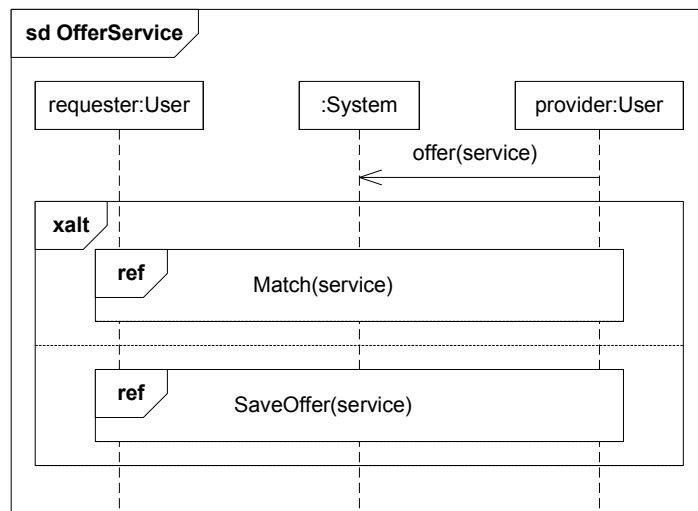 sd OfferService
requester:User
:System
provider:User
offer(service)
xalt
ref
Match(service)
ref
SaveOffer(service)